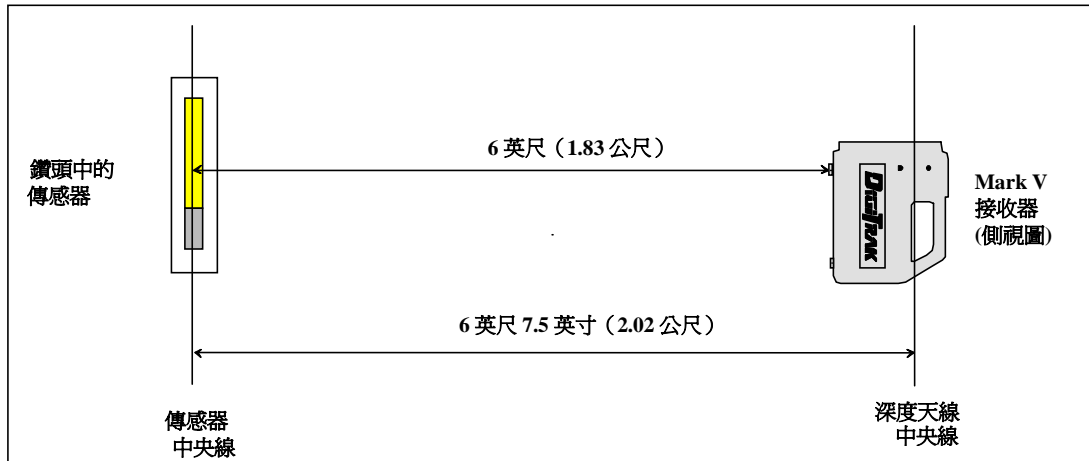 6 英尺（1.83 公尺）
鑽頭中的
傳感器
DIGITRAK
Mark V
接收器
(側視圖)
6 英尺 7.5 英寸（2.02 公尺）
傳感器
中央線
深度天線
中央線